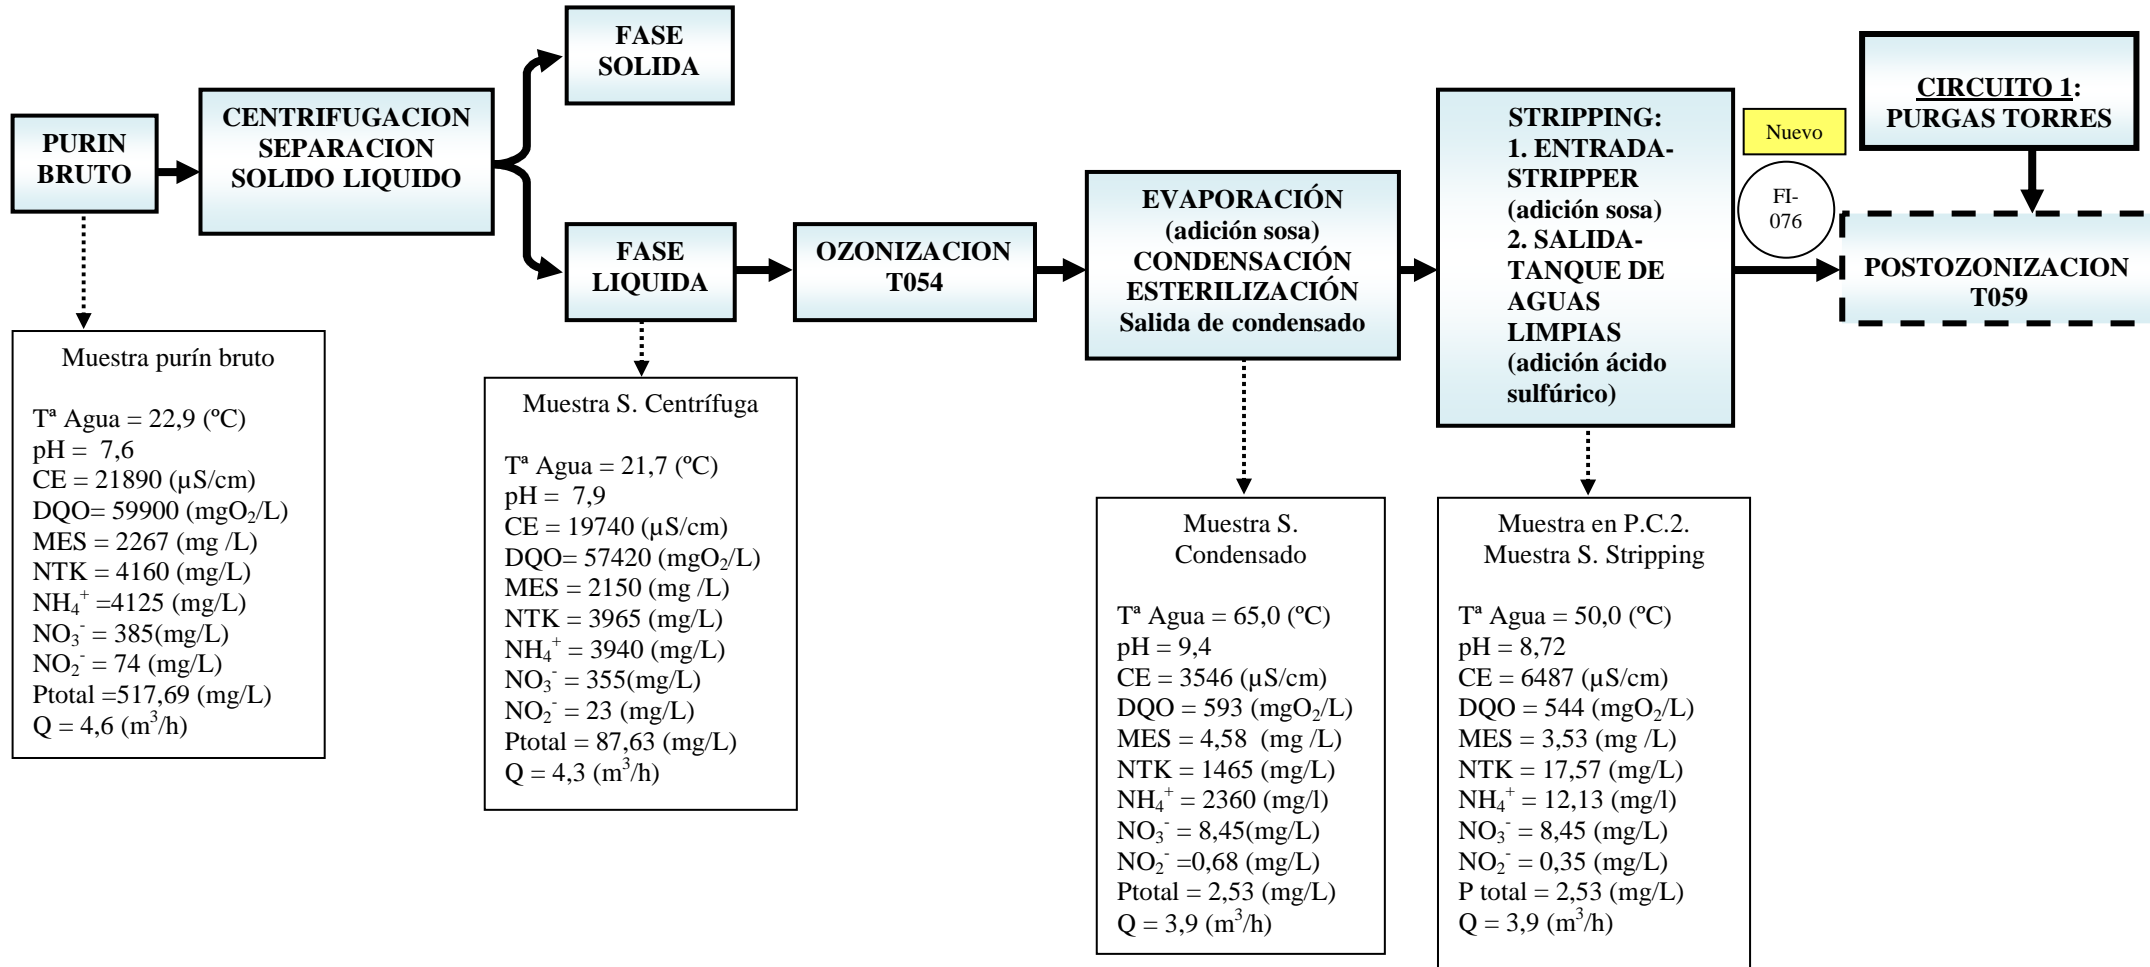 PURIN
BRUTO
CENTRIFUGACION
SEPARACION
SOLIDO LIQUIDO
FASE
SOLIDA
FASE
LIQUIDA
OZONIZACION
T054
EVAPORACIÓN
(adición sosa)
CONDENSACIÓN
ESTERILIZACIÓN
Salida de condensado
STRIPPING:
1. ENTRADA-
STRIPPER
(adición sosa)
2. SALIDA-
TANQUE DE
AGUAS
LIMPIAS
(adición ácido
sulfúrico)
Nuevo
FI-
076
CIRCUITO 1:
PURGAS TORRES
POSTOZONIZACION
T059
Muestra purín bruto
Tª Agua = 22,9 (ºC)
pH = 7,6
CE = 21890 (µS/cm)
DQO= 59900 (mgO₂/L)
MES = 2267 (mg /L)
NTK = 4160 (mg/L)
NH₄⁺ =4125 (mg/L)
NO₃⁻ = 385(mg/L)
NO₂⁻ = 74 (mg/L)
Ptotal =517,69 (mg/L)
Q = 4,6 (m³/h)
Muestra S. Centrífuga
Tª Agua = 21,7 (ºC)
pH = 7,9
CE = 19740 (µS/cm)
DQO= 57420 (mgO₂/L)
MES = 2150 (mg /L)
NTK = 3965 (mg/L)
NH₄⁺ = 3940 (mg/L)
NO₃⁻ = 355(mg/L)
NO₂⁻ = 23 (mg/L)
Ptotal = 87,63 (mg/L)
Q = 4,3 (m³/h)
Muestra S.
Condensado
Tª Agua = 65,0 (ºC)
pH = 9,4
CE = 3546 (µS/cm)
DQO = 593 (mgO₂/L)
MES = 4,58 (mg /L)
NTK = 1465 (mg/L)
NH₄⁺ = 2360 (mg/l)
NO₃⁻ = 8,45(mg/L)
NO₂⁻ =0,68 (mg/L)
Ptotal = 2,53 (mg/L)
Q = 3,9 (m³/h)
Muestra en P.C.2.
Muestra S. Stripping
Tª Agua = 50,0 (ºC)
pH = 8,72
CE = 6487 (µS/cm)
DQO = 544 (mgO₂/L)
MES = 3,53 (mg /L)
NTK = 17,57 (mg/L)
NH₄⁺ = 12,13 (mg/l)
NO₃⁻ = 8,45 (mg/L)
NO₂⁻ = 0,35 (mg/L)
P total = 2,53 (mg/L)
Q = 3,9 (m³/h)